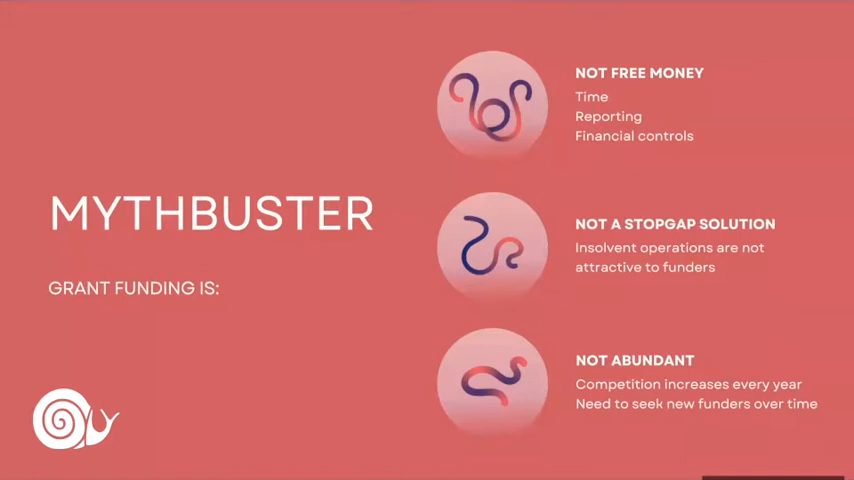 MYTHBUSTER
GRANT FUNDING IS:
NOT FREE MONEY
Time
Reporting
Financial controls
NOT A STOPGAP SOLUTION
Insolvent operations are not
attractive to funders
NOT ABUNDANT
Competition increases every year
Need to seek new funders over time